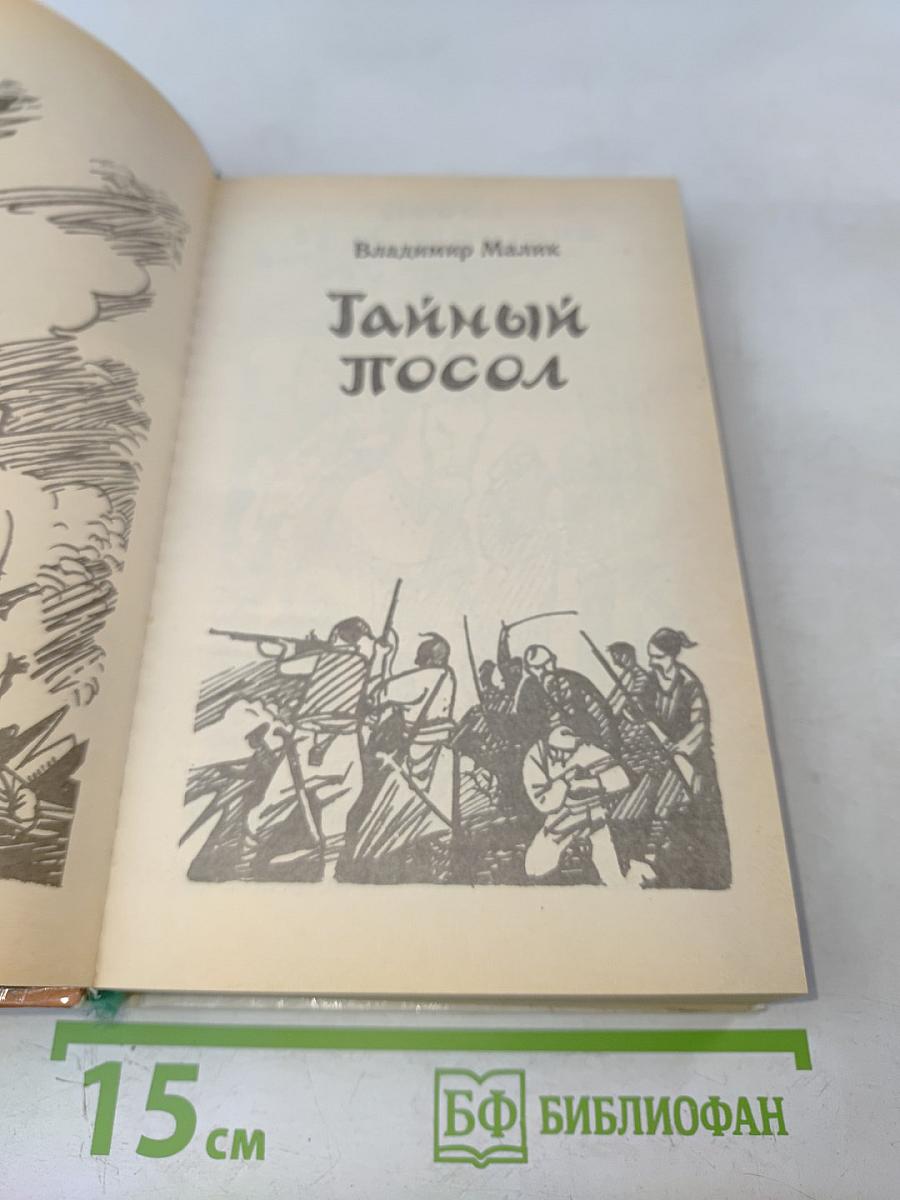 Владимир Малик
Тайный
посол
15 см
БФ БИБЛИОФАН